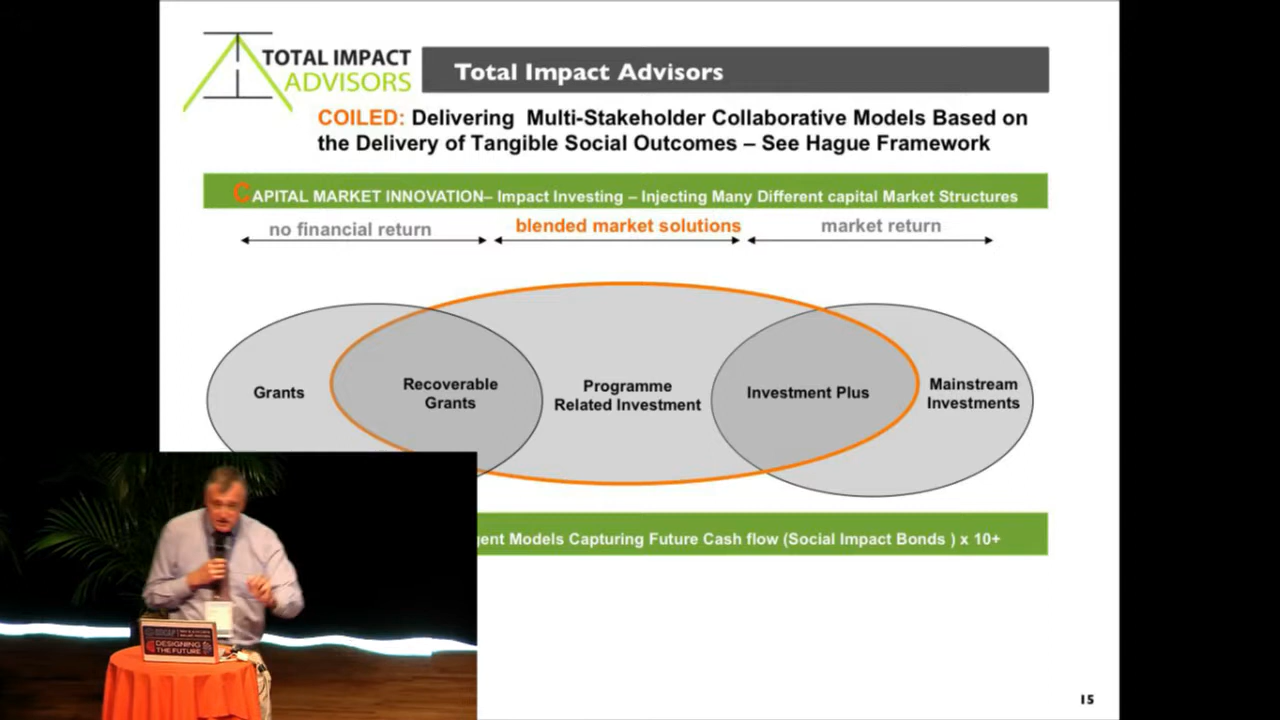 TOTAL IMPACT
ADVISORS
Total Impact Advisors
COILED: Delivering Multi-Stakeholder Collaborative Models Based on
the Delivery of Tangible Social Outcomes – See Hague Framework
CAPITAL MARKET INNOVATION– Impact Investing – Injecting Many Different capital Market Structures
no financial return
blended market solutions
market return
Grants
Recoverable
Grants
Programme
Related Investment
Investment Plus
Mainstream
Investments
Models Capturing Future Cash flow (Social Impact Bonds ) x 10+
DESIGNING
THE FUTURE
15